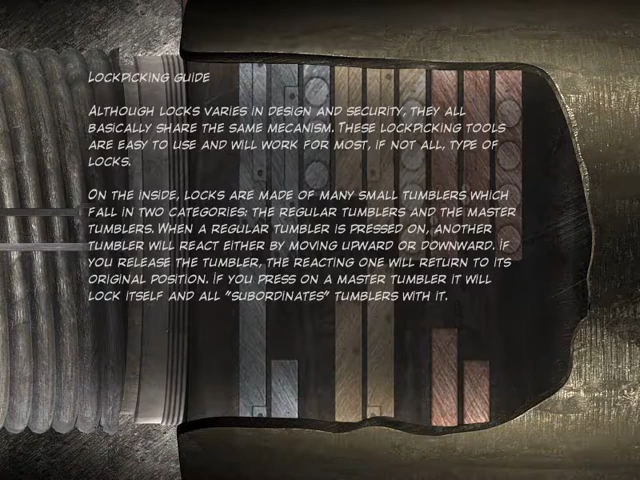 Lockpicking guide
Although locks varies in design and security, they all
basically share the same mecanism. These lockpicking tools
are easy to use and will work for most, if not all, type of
locks.
On the inside, locks are made of many small tumblers which
fall in two categories: the regular tumblers and the master
tumblers. When a regular tumbler is pressed on, another
tumbler will react either by moving upward or downward. If
you release the tumbler, the reacting one will return to its
original position. If you press on a master tumbler it will
lock itself and all "subordinates" tumblers with it.